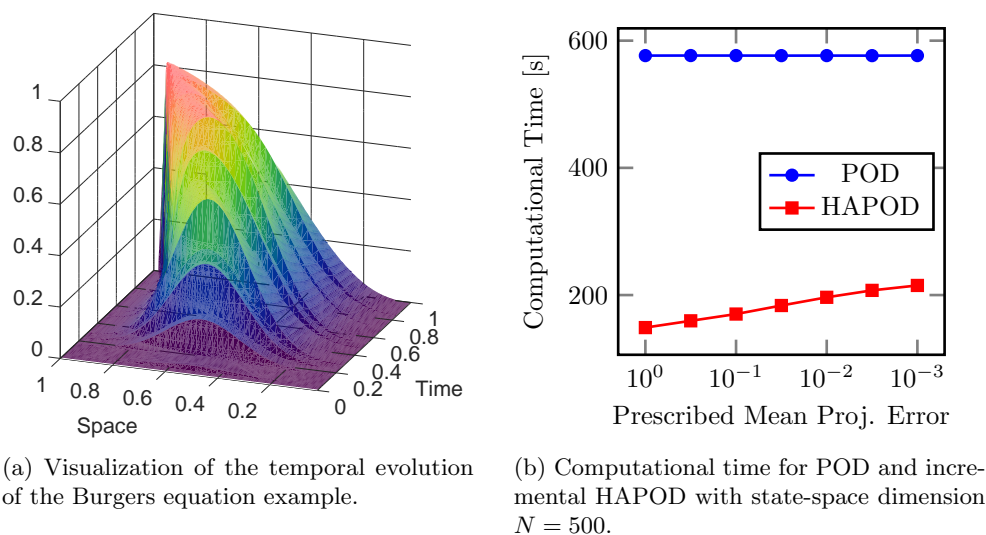 1
0.8
0.6
0.4
0.2
0
1
0.8
0.6
0.4
0.2
Space
0
0.2
0.4
0.6
0.8
1
Time
(a) Visualization of the temporal evolution
of the Burgers equation example.
Computational Time [s]
600
400
200
POD
HAPOD
10⁰
10⁻¹
10⁻²
10⁻³
Prescribed Mean Proj. Error
(b) Computational time for POD and incre-
mental HAPOD with state-space dimension
N = 500.